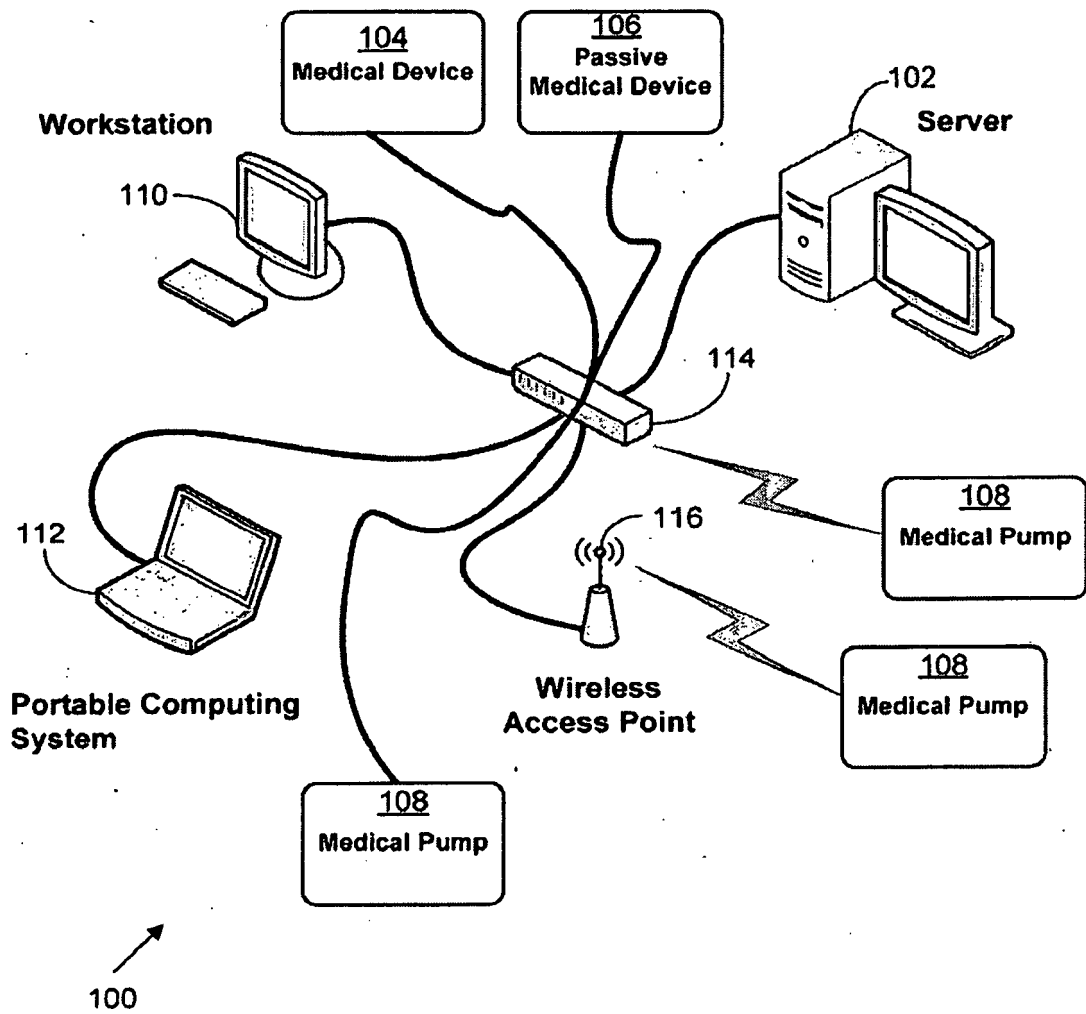 104
Medical Device
106
Passive
Medical Device
102
Server
Workstation
110
114
108
Medical Pump
116
112
108
Medical Pump
Wireless
Access Point
Portable Computing
System
108
Medical Pump
100